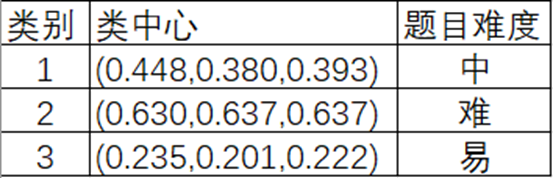 类别 类中心 题目难度
1 (0.448,0.380,0.393) 中
2 (0.630,0.637,0.637) 难
3 (0.235,0.201,0.222) 易